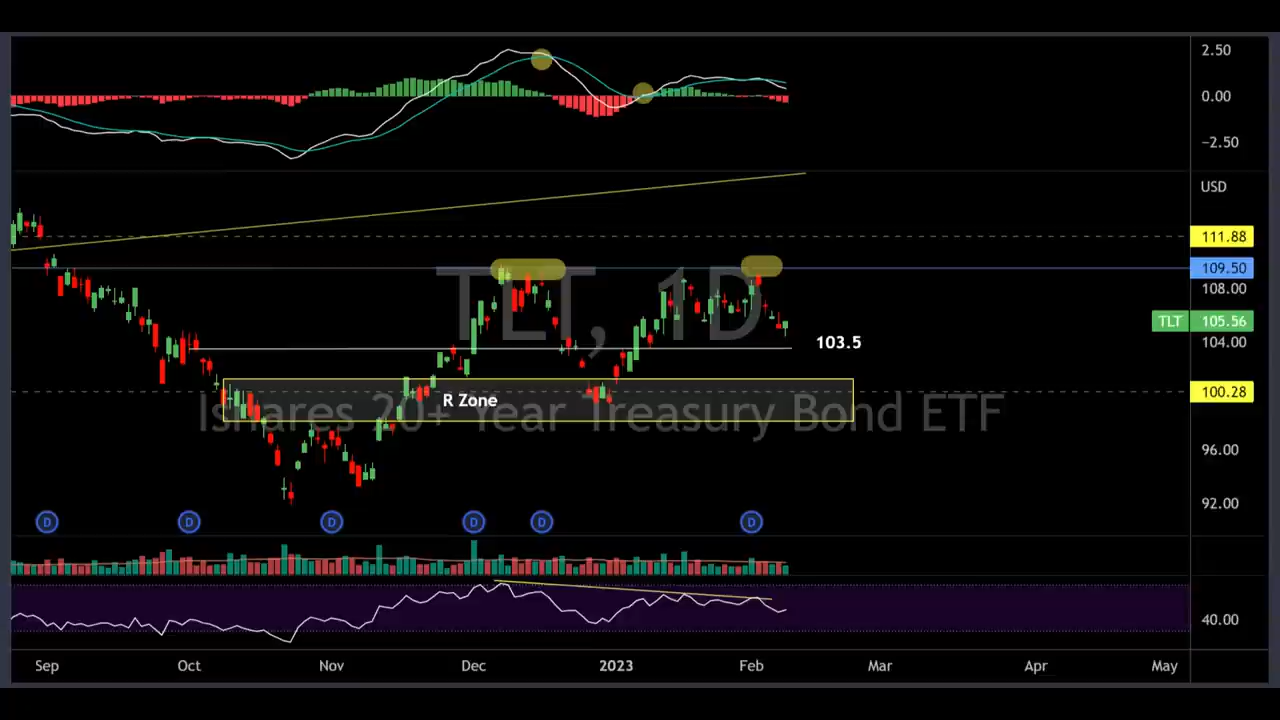 2.50
0.00
−2.50
USD
111.88
109.50
108.00
TLT, 1D
TLT 105.56
104.00
103.5
100.28
R Zone
Ishares 20+ Year Treasury Bond ETF
96.00
92.00
D D D D D D
40.00
Sep Oct Nov Dec 2023 Feb Mar Apr May